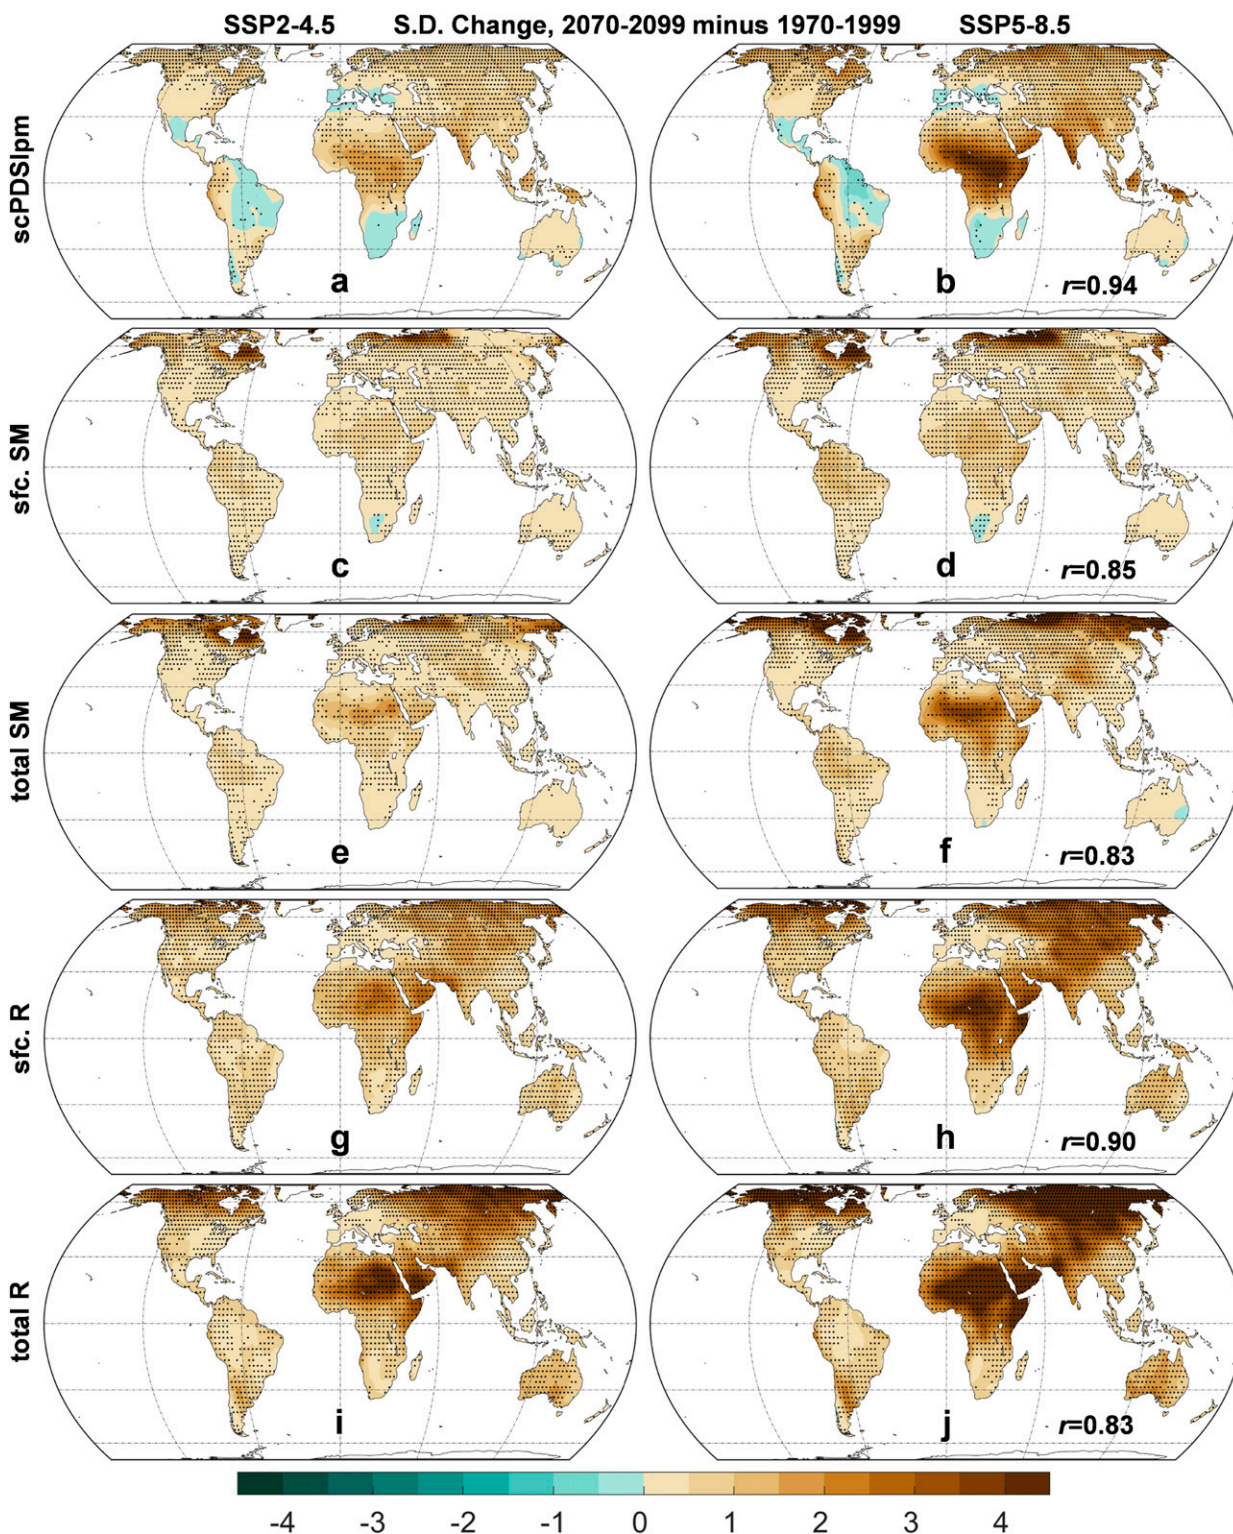 SSP2-4.5 S.D. Change, 2070-2099 minus 1970-1999 SSP5-8.5
scPDSIpm
a
b
r=0.94
sfc. SM
c
d
r=0.85
total SM
e
f
r=0.83
sfc. R
g
h
r=0.90
total R
i
j
r=0.83
-4 -3 -2 -1 0 1 2 3 4